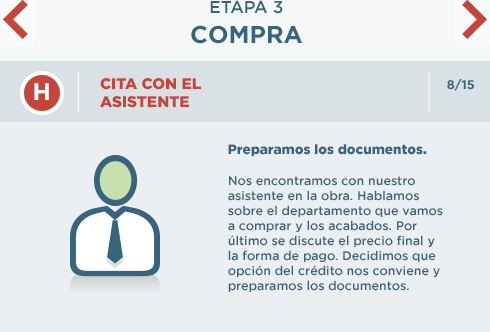 ETAPA 3
COMPRA
H
CITA CON EL
ASISTENTE
8/15
Preparamos los documentos.
Nos encontramos con nuestro
asistente en la obra. Hablamos
sobre el departamento que vamos
a comprar y los acabados. Por
último se discute el precio final y
la forma de pago. Decidimos que
opción del crédito nos conviene y
preparamos los documentos.